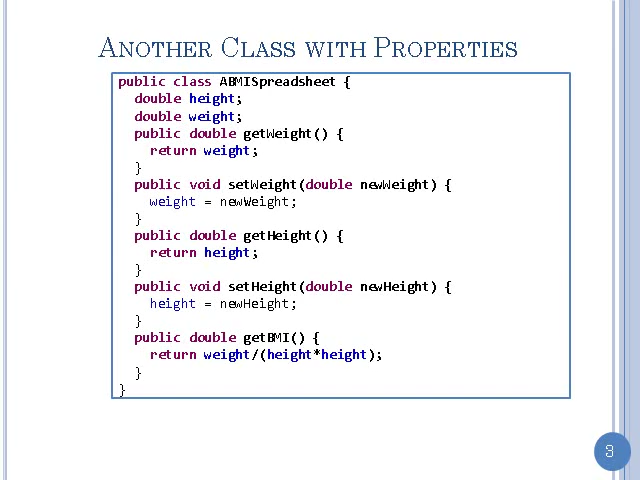 ANOTHER CLASS WITH PROPERTIES
public class ABMISpreadsheet {
  double height;
  double weight;
  public double getWeight() {
    return weight;
  }
  public void setWeight(double newWeight) {
    weight = newWeight;
  }
  public double getHeight() {
    return height;
  }
  public void setHeight(double newHeight) {
    height = newHeight;
  }
  public double getBMI() {
    return weight/(height*height);
  }
}
3